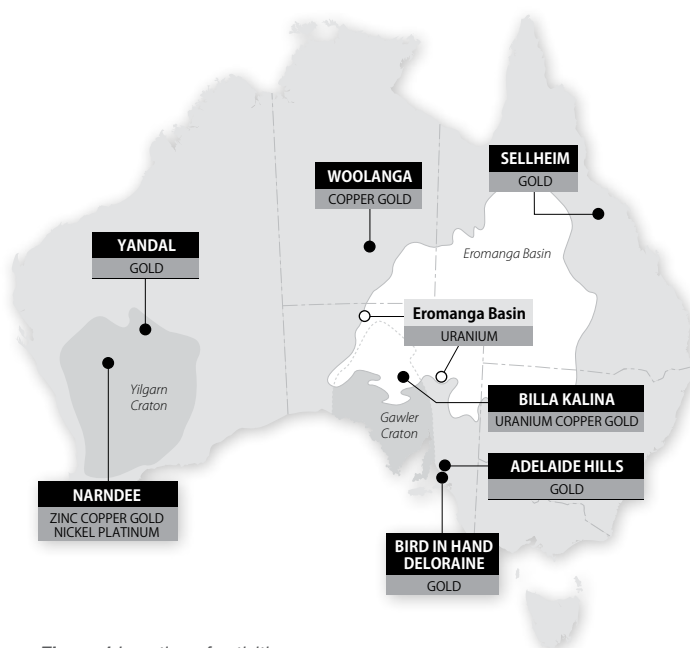 SELLHEIM
GOLD
WOOLANGA
COPPER GOLD
YANDAL
GOLD
Eromanga Basin
Eromanga Basin
URANIUM
Yilgarn
Craton
BILLA KALINA
URANIUM COPPER GOLD
Gawler
Craton
ADELAIDE HILLS
GOLD
NARNDEE
ZINC COPPER GOLD
NICKEL PLATINUM
BIRD IN HAND
DELORAINE
GOLD